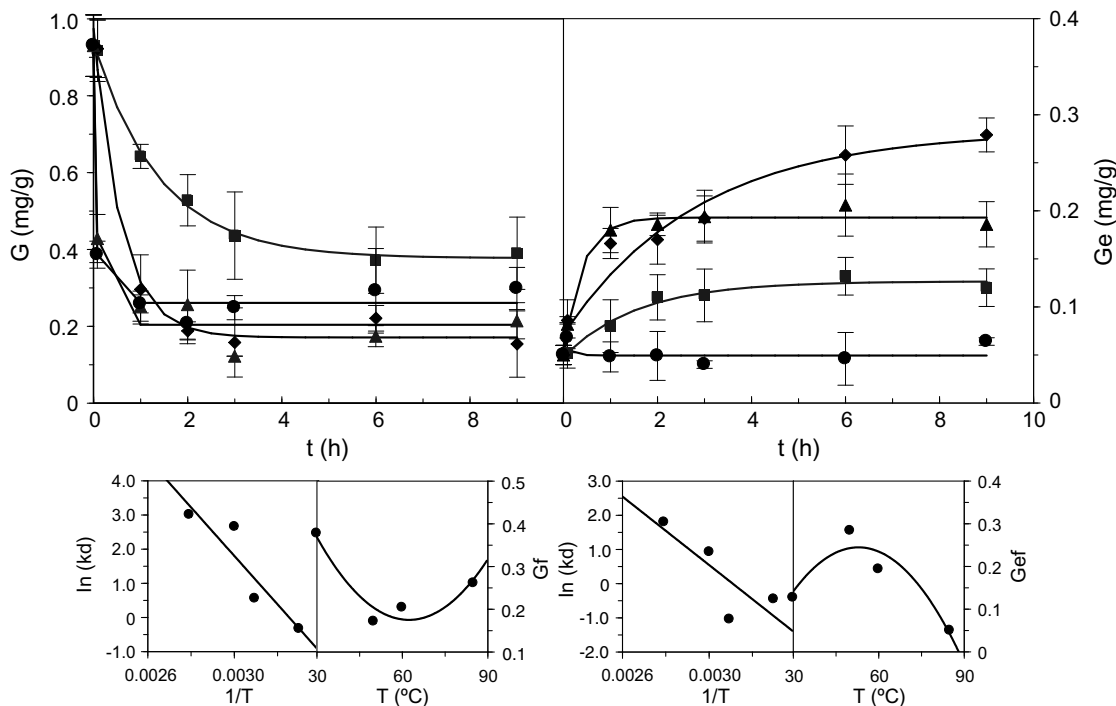 1.0
0.8
0.6
0.4
0.2
0
G (mg/g)
0.4
0.3
0.2
0.1
0.0
Ge (mg/g)
0 2 4 6 8 0 2 4 6 8 10
t (h) t (h)
4.0
3.0
2.0
1.0
0
-1.0
ln (kd)
0.5
0.4
0.3
0.2
0.1
Gf
0.0026 0.0030 30 60 90
1/T T (ºC)
3.0
2.0
1.0
0
-1.0
-2.0
ln (kd)
0.4
0.3
0.2
0.1
0
Gef
0.0026 0.0030 30 60 90
1/T T (ºC)